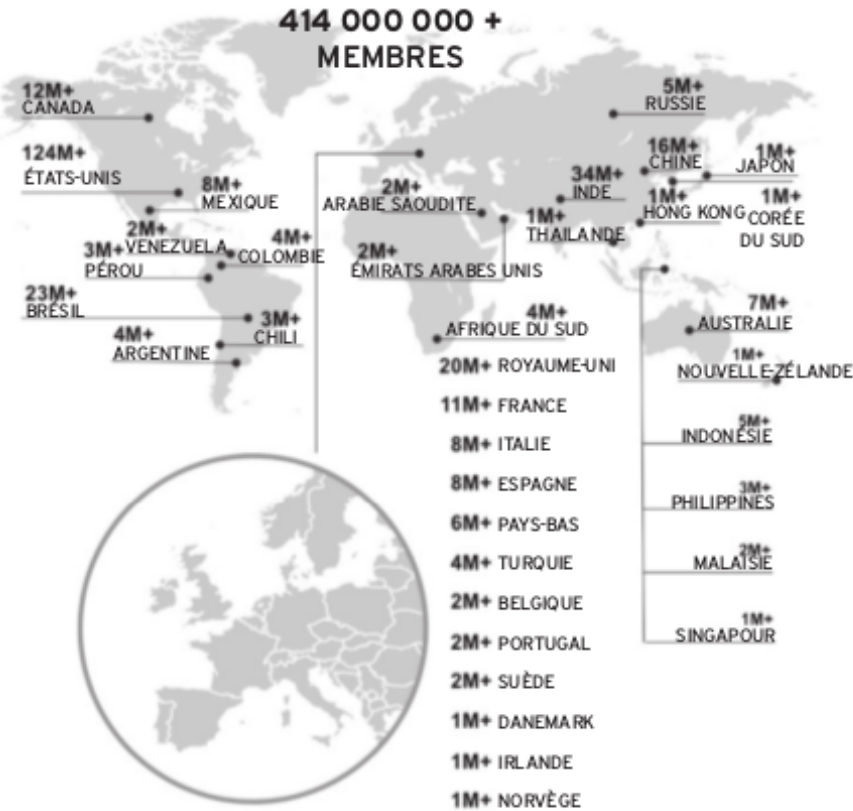 414 000 000 +
MEMBRES
12M+
CANADA
124M+
ÉTATS-UNIS
8M+
MEXIQUE
2M+
VENEZUELA
3M+
PÉROU
4M+
COLOMBIE
23M+
BRÉSIL
3M+
CHILI
4M+
ARGENTINE
5M+
RUSSIE
16M+
CHINE
1M+
JAPON
34M+
INDE
2M+
ARABIE SAOUDITE
1M+
THAILANDE
1M+
HONG KONG
1M+
CORÉE
DU SUD
2M+
ÉMIRATS ARABES UNIS
4M+
AFRIQUE DU SUD
7M+
AUSTRALIE
1M+
NOUVELLE-ZÉLANDE
20M+ ROYAUME-UNI
11M+ FRANCE
8M+ ITALIE
8M+ ESPAGNE
6M+ PAYS-BAS
4M+ TURQUIE
2M+ BELGIQUE
2M+ PORTUGAL
2M+ SUÈDE
1M+ DANEMARK
1M+ IRLANDE
1M+ NORVÈGE
5M+
INDONÉSIE
3M+
PHILIPPINES
2M+
MALAISIE
1M+
SINGAPOUR